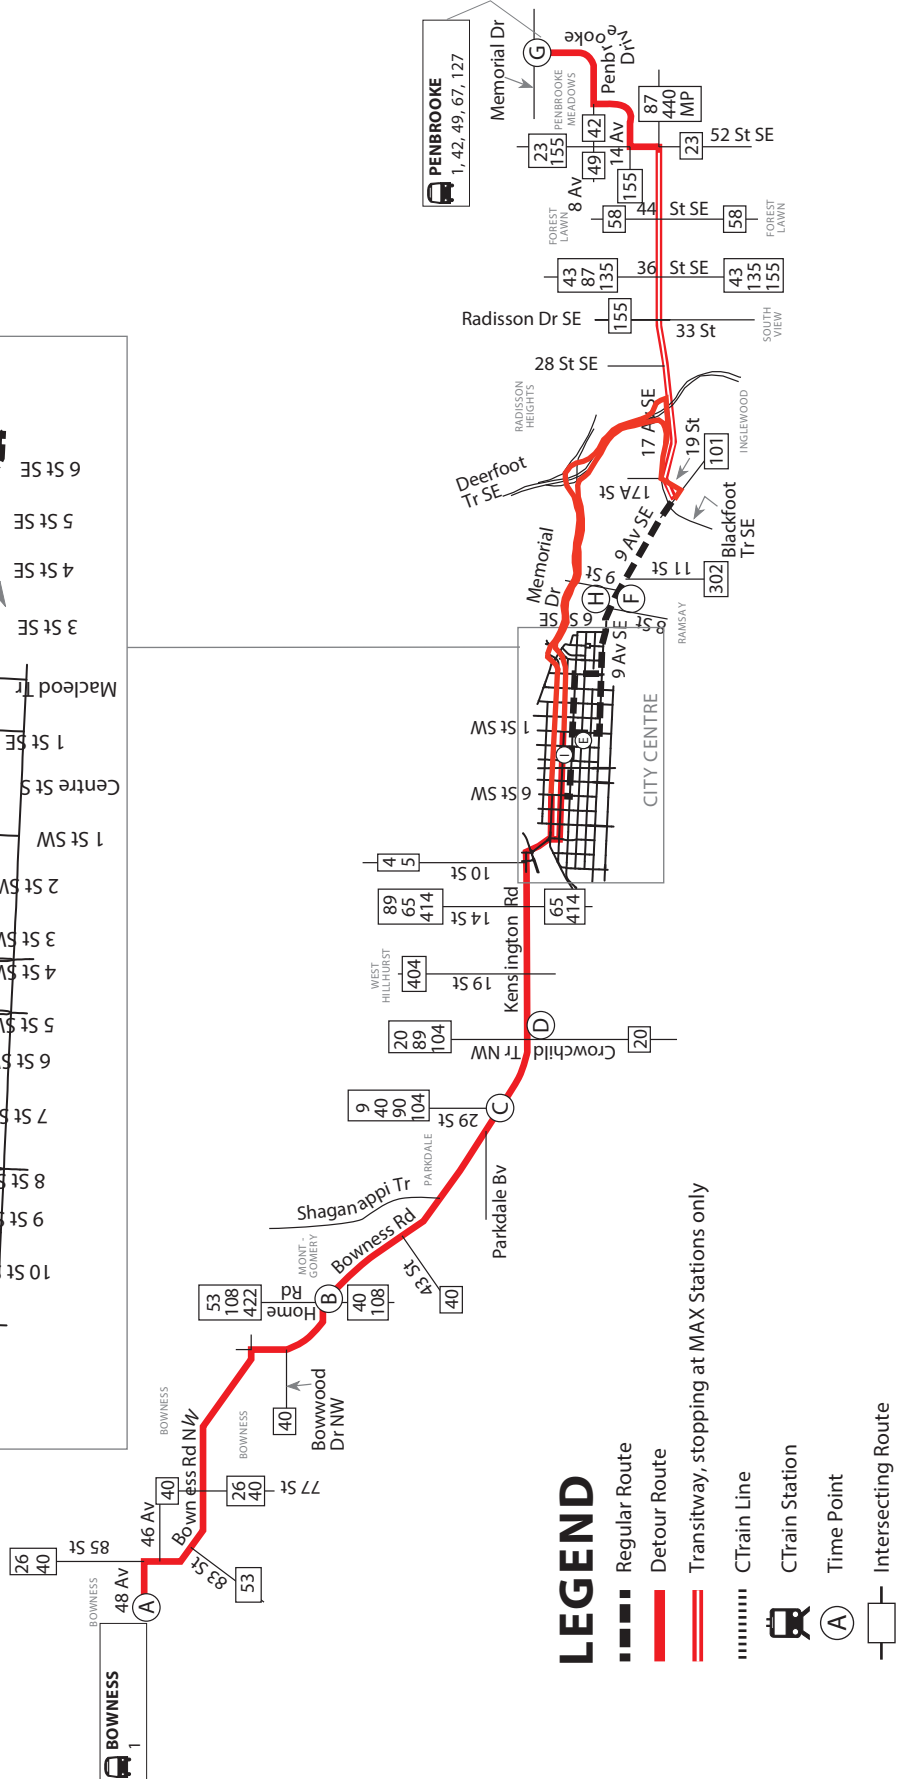 PENBROOKE
1, 42, 49, 67, 127
Memorial Dr
G
Penbrooke
Drive
PENBROOKE
MEADOWS
87
440
MP
23
155
42
49
14 Av
8 Av
155
23
52 St SE
FOREST
LAWN
58
44 St SE
58
FOREST
LAWN
43
87
135
36 St SE
43
135
155
Radisson Dr SE
155
33 St
SOUTH
VIEW
28 St SE
RADISSON
HEIGHTS
17 Av SE
19 St
INGLEWOOD
101
Deerfoot
Tr SE
17A St
Blackfoot
Tr SE
9 Av SE
Memorial
Dr
9 St
11 St
302
H
F
6 S SE
8 St
RAMSAY
9 Av SE
CITY CENTRE
1 St SW
E
I
6 St SW
4
5
10 St
89
65
414
14 St
65
414
Kensington Rd
WEST
HILLHURST
404
19 St
20
89
104
Crowchild Tr NW
D
20
9
40
90
104
29 St
C
PARKDALE
Parkdale Bv
Shaganappi Tr
Bowness Rd
MONT -
GOMERY
43 St
40
53
108
422
Home
Rd
B
40
108
BOWNESS
BOWNESS
40
Bowwood
Dr NW
Bowness Rd NW
40
26
40
77 St
46 Av
26
40
85 St
83 St
53
BOWNESS
48 Av
A
BOWNESS
1
6 St SE
5 St SE
4 St SE
3 St SE
Macleod Tr
1 St SE
Centre St S
1 St SW
2 St SW
3 St SW
4 St SW
5 St SW
6 St S
7 St S
8 St S
9 St S
10 St
LEGEND
Regular Route
Detour Route
Transitway, stopping at MAX Stations only
CTrain Line
CTrain Station
A
Time Point
Intersecting Route